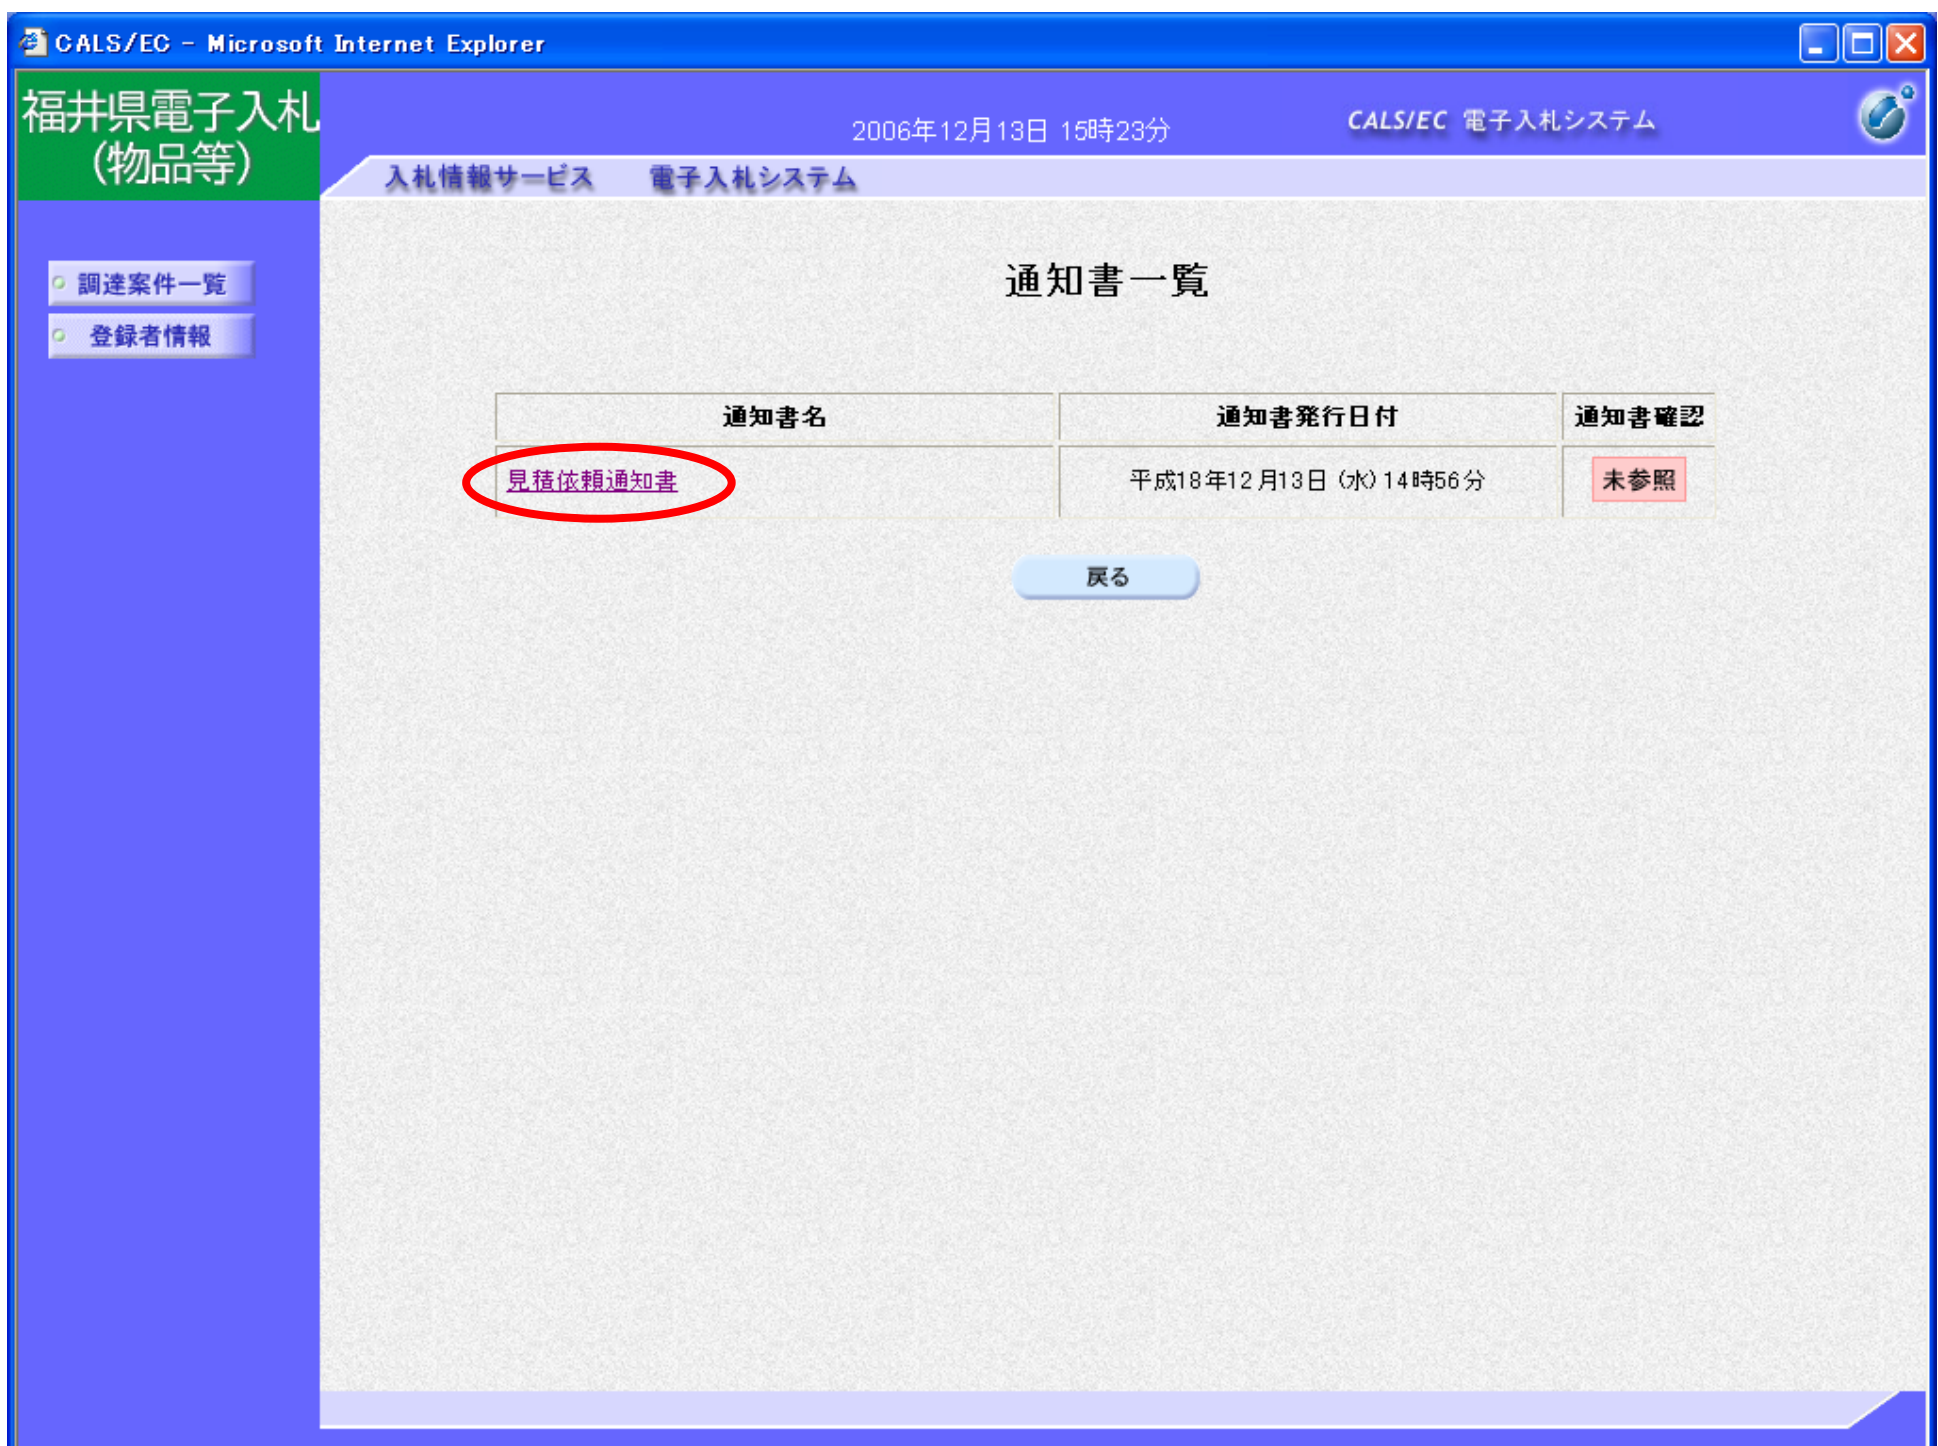 CALS/EC - Microsoft Internet Explorer
福井県電子入札
(物品等)
2006年12月13日 15時23分
CALS/EC 電子入札システム
入札情報サービス 電子入札システム
調達案件一覧
登録者情報
通知書一覧
通知書名 通知書発行日付 通知書確認
見積依頼通知書 平成18年12月13日(水)14時56分 未参照
戻る